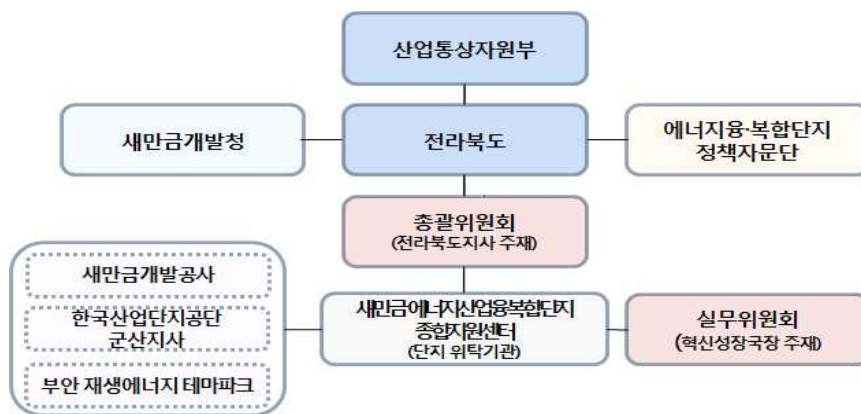 산업통상자원부
새만금개발청
전라북도
에너지융·복합단지
정책자문단
총괄위원회
(전라북도지사 주재)
새만금개발공사
한국산업단지공단
군산지사
부안 재생에너지 테마파크
새만금에너지산업융복합단지
종합지원센터
(단지 위탁기관)
실무위원회
(혁신성장국장 주재)